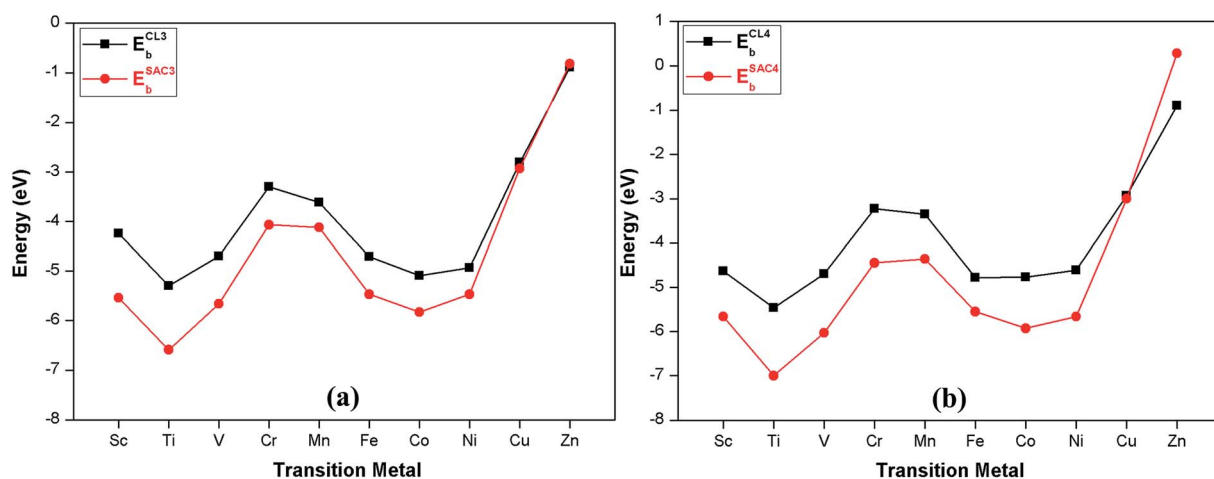 E_b^CL3
E_b^SAC3
0
-1
-2
-3
-4
-5
-6
-7
-8
Energy (eV)
(a)
Sc Ti V Cr Mn Fe Co Ni Cu Zn
Transition Metal
E_b^CL4
E_b^SAC4
1
0
-1
-2
-3
-4
-5
-6
-7
-8
Energy (eV)
(b)
Sc Ti V Cr Mn Fe Co Ni Cu Zn
Transition Metal